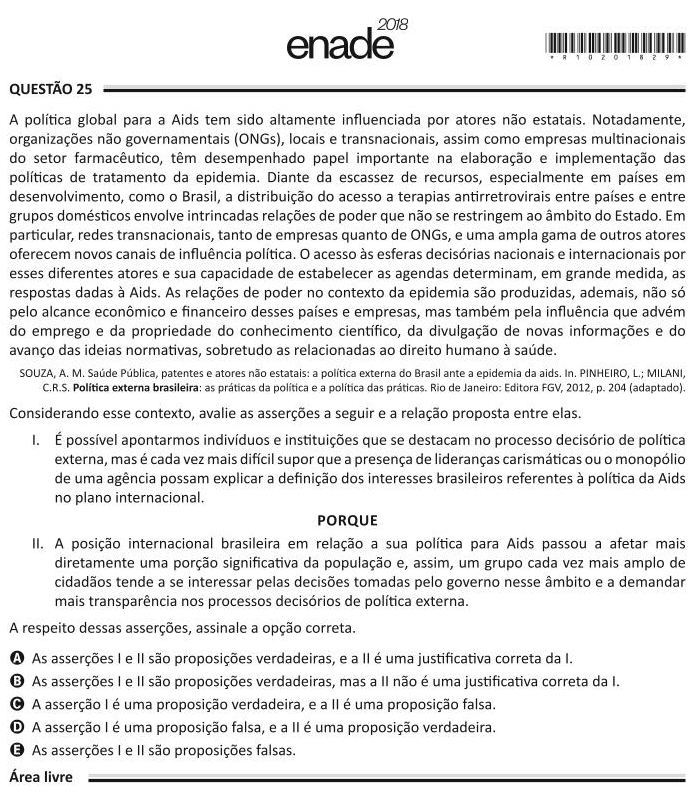 enade 2018
*R10201829*
QUESTÃO 25
A política global para a Aids tem sido altamente influenciada por atores não estatais. Notadamente,
organizações não governamentais (ONGs), locais e transnacionais, assim como empresas multinacionais
do setor farmacêutico, têm desempenhado papel importante na elaboração e implementação das
políticas de tratamento da epidemia. Diante da escassez de recursos, especialmente em países em
desenvolvimento, como o Brasil, a distribuição do acesso a terapias antirretrovirais entre países e entre
grupos domésticos envolve intrincadas relações de poder que não se restringem ao âmbito do Estado. Em
particular, redes transnacionais, tanto de empresas quanto de ONGs, e uma ampla gama de outros atores
oferecem novos canais de influência política. O acesso às esferas decisórias nacionais e internacionais por
esses diferentes atores e sua capacidade de estabelecer as agendas determinam, em grande medida, as
respostas dadas à Aids. As relações de poder no contexto da epidemia são produzidas, ademais, não só
pelo alcance econômico e financeiro desses países e empresas, mas também pela influência que advém
do emprego e da propriedade do conhecimento científico, da divulgação de novas informações e do
avanço das ideias normativas, sobretudo as relacionadas ao direito humano à saúde.
SOUZA, A. M. Saúde Pública, patentes e atores não estatais: a política externa do Brasil ante a epidemia da aids. In. PINHEIRO, L.; MILANI,
C.R.S. Política externa brasileira: as práticas da política e a política das práticas. Rio de Janeiro: Editora FGV, 2012, p. 204 (adaptado).
Considerando esse contexto, avalie as asserções a seguir e a relação proposta entre elas.
I. É possível apontarmos indivíduos e instituições que se destacam no processo decisório de política
externa, mas é cada vez mais difícil supor que a presença de lideranças carismáticas ou o monopólio
de uma agência possam explicar a definição dos interesses brasileiros referentes à política da Aids
no plano internacional.
PORQUE
II. A posição internacional brasileira em relação a sua política para Aids passou a afetar mais
diretamente uma porção significativa da população e, assim, um grupo cada vez mais amplo de
cidadãos tende a se interessar pelas decisões tomadas pelo governo nesse âmbito e a demandar
mais transparência nos processos decisórios de política externa.
A respeito dessas asserções, assinale a opção correta.
A As asserções I e II são proposições verdadeiras, e a II é uma justificativa correta da I.
B As asserções I e II são proposições verdadeiras, mas a II não é uma justificativa correta da I.
C A asserção I é uma proposição verdadeira, e a II é uma proposição falsa.
D A asserção I é uma proposição falsa, e a II é uma proposição verdadeira.
E As asserções I e II são proposições falsas.
Área livre